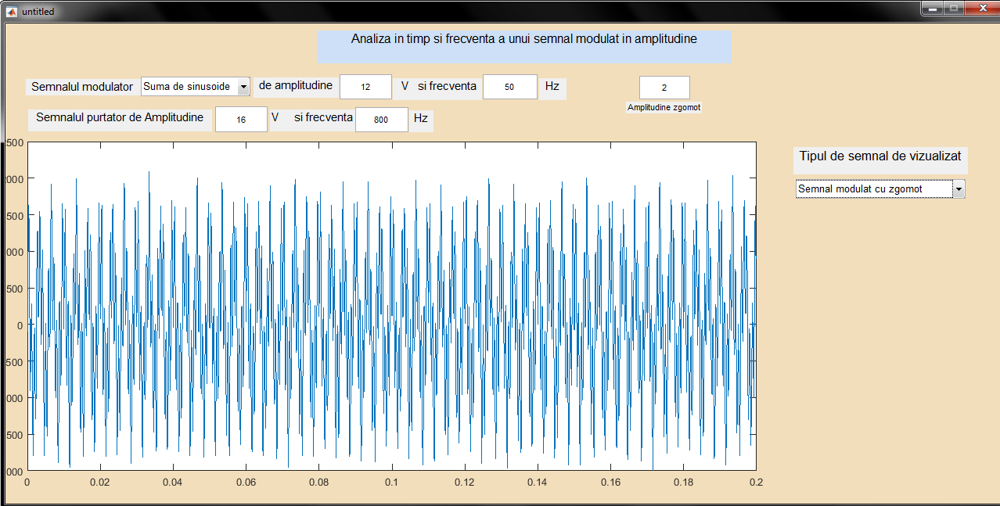 untitled
Analiza in timp si frecventa a unui semnal modulat in amplitudine
Semnalul modulator Suma de sinusoide de amplitudine 12 V si frecventa 50 Hz 2
Amplitudine zgomot
Semnalul purtator de Amplitudine 16 V si frecventa 800 Hz
Tipul de semnal de vizualizat
Semnal modulat cu zgomot
500
000
500
000
500
0
500
000
500
000
0 0.02 0.04 0.06 0.08 0.1 0.12 0.14 0.16 0.18 0.2